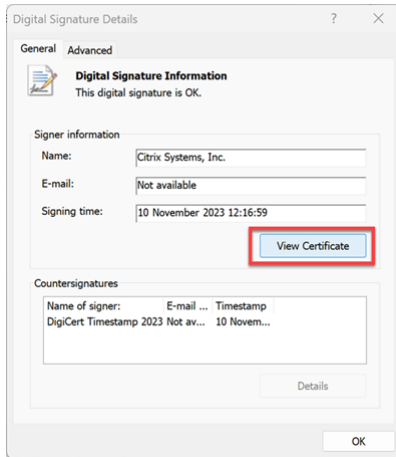 Digital Signature Details
General Advanced
Digital Signature Information
This digital signature is OK.
Signer information
Name: Citrix Systems, Inc.
E-mail: Not available
Signing time: 10 November 2023 12:16:59
View Certificate
Countersignatures
Name of signer: E-mail ... Timestamp
DigiCert Timestamp 2023 Not av... 10 Novem...
Details
OK